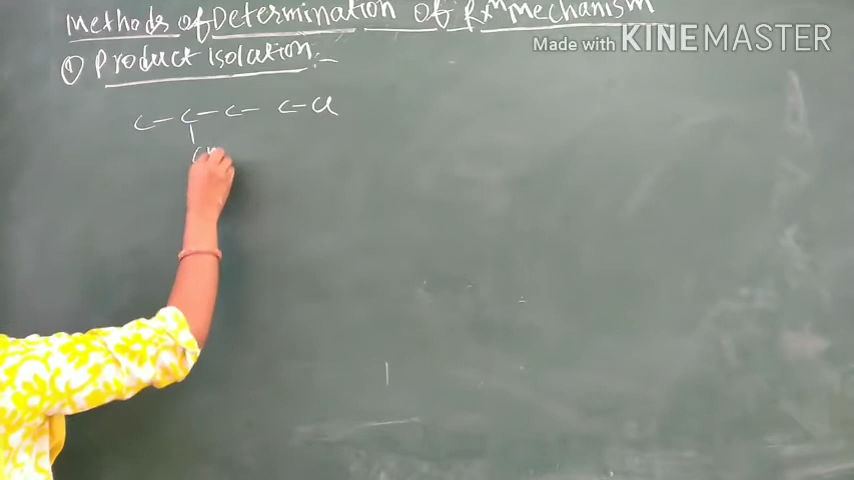 Methods of Determination of Rxⁿ Mechanism
Made with KINEMASTER
① Product Isolation :-
C - C - C - C - Cl